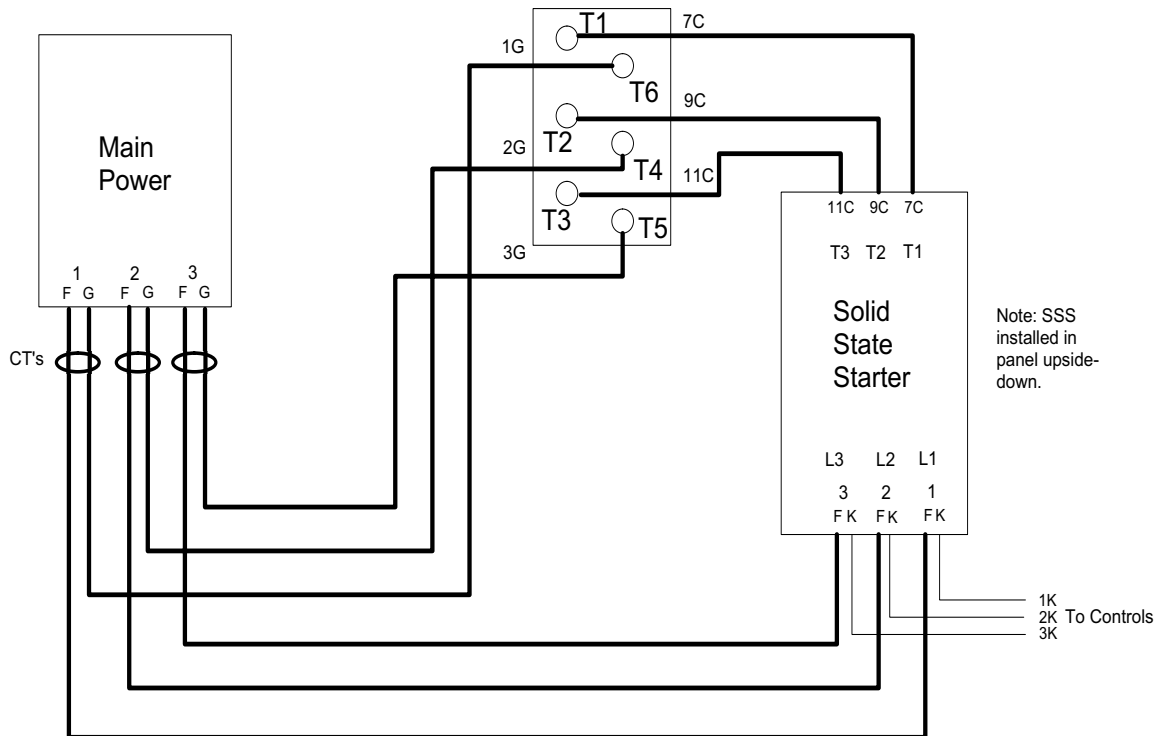 Main
Power
1 2 3
F G F G F G
CT's
1G
2G
3G
T1
T6
T2
T4
T3
T5
7C
9C
11C
11C 9C 7C
T3 T2 T1
Solid
State
Starter
L3 L2 L1
3 2 1
F K F K F K
Note: SSS
installed in
panel upside-
down.
1K
2K To Controls
3K